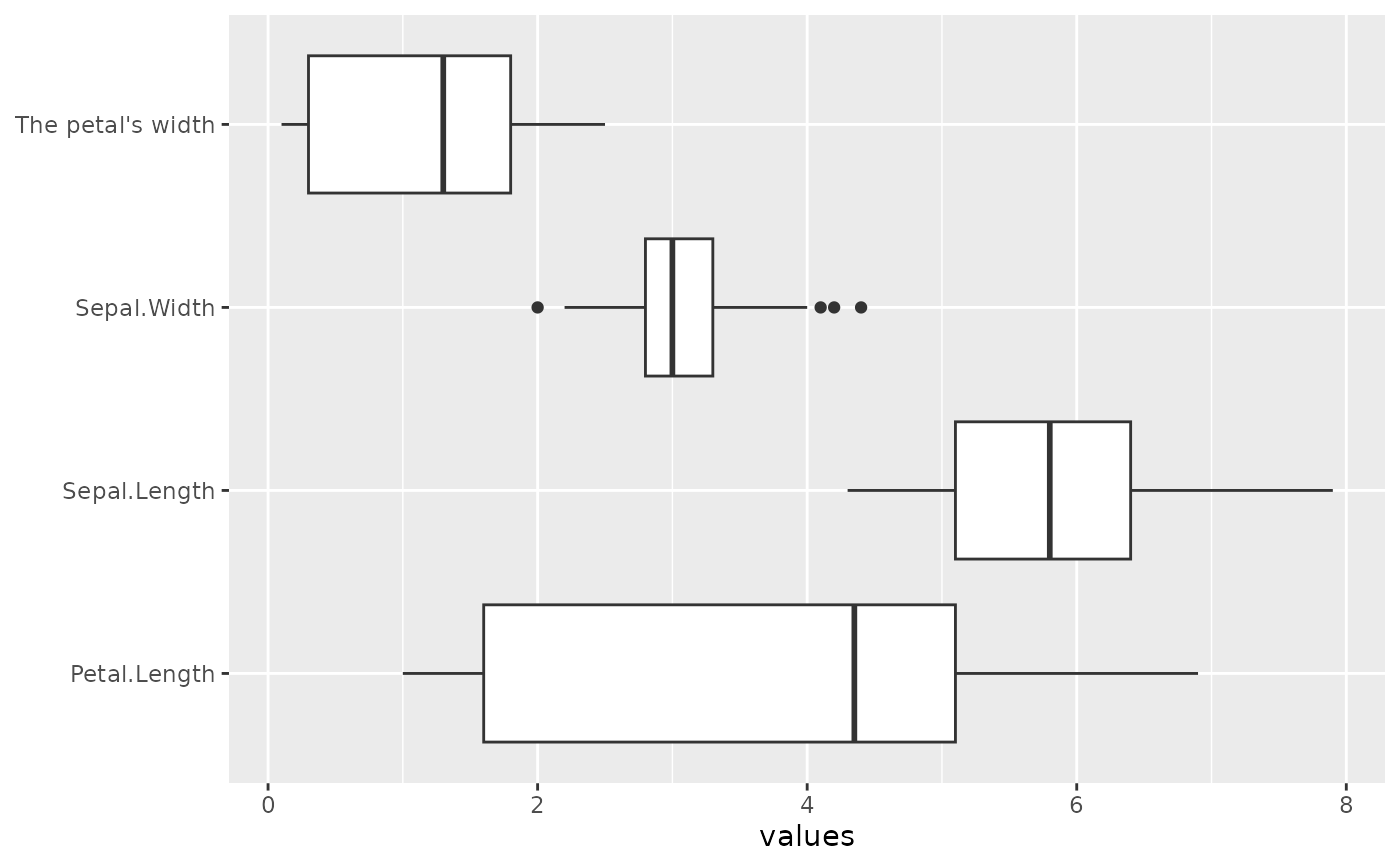 The petal's width
Sepal.Width
Sepal.Length
Petal.Length
0 2 4 6 8
values